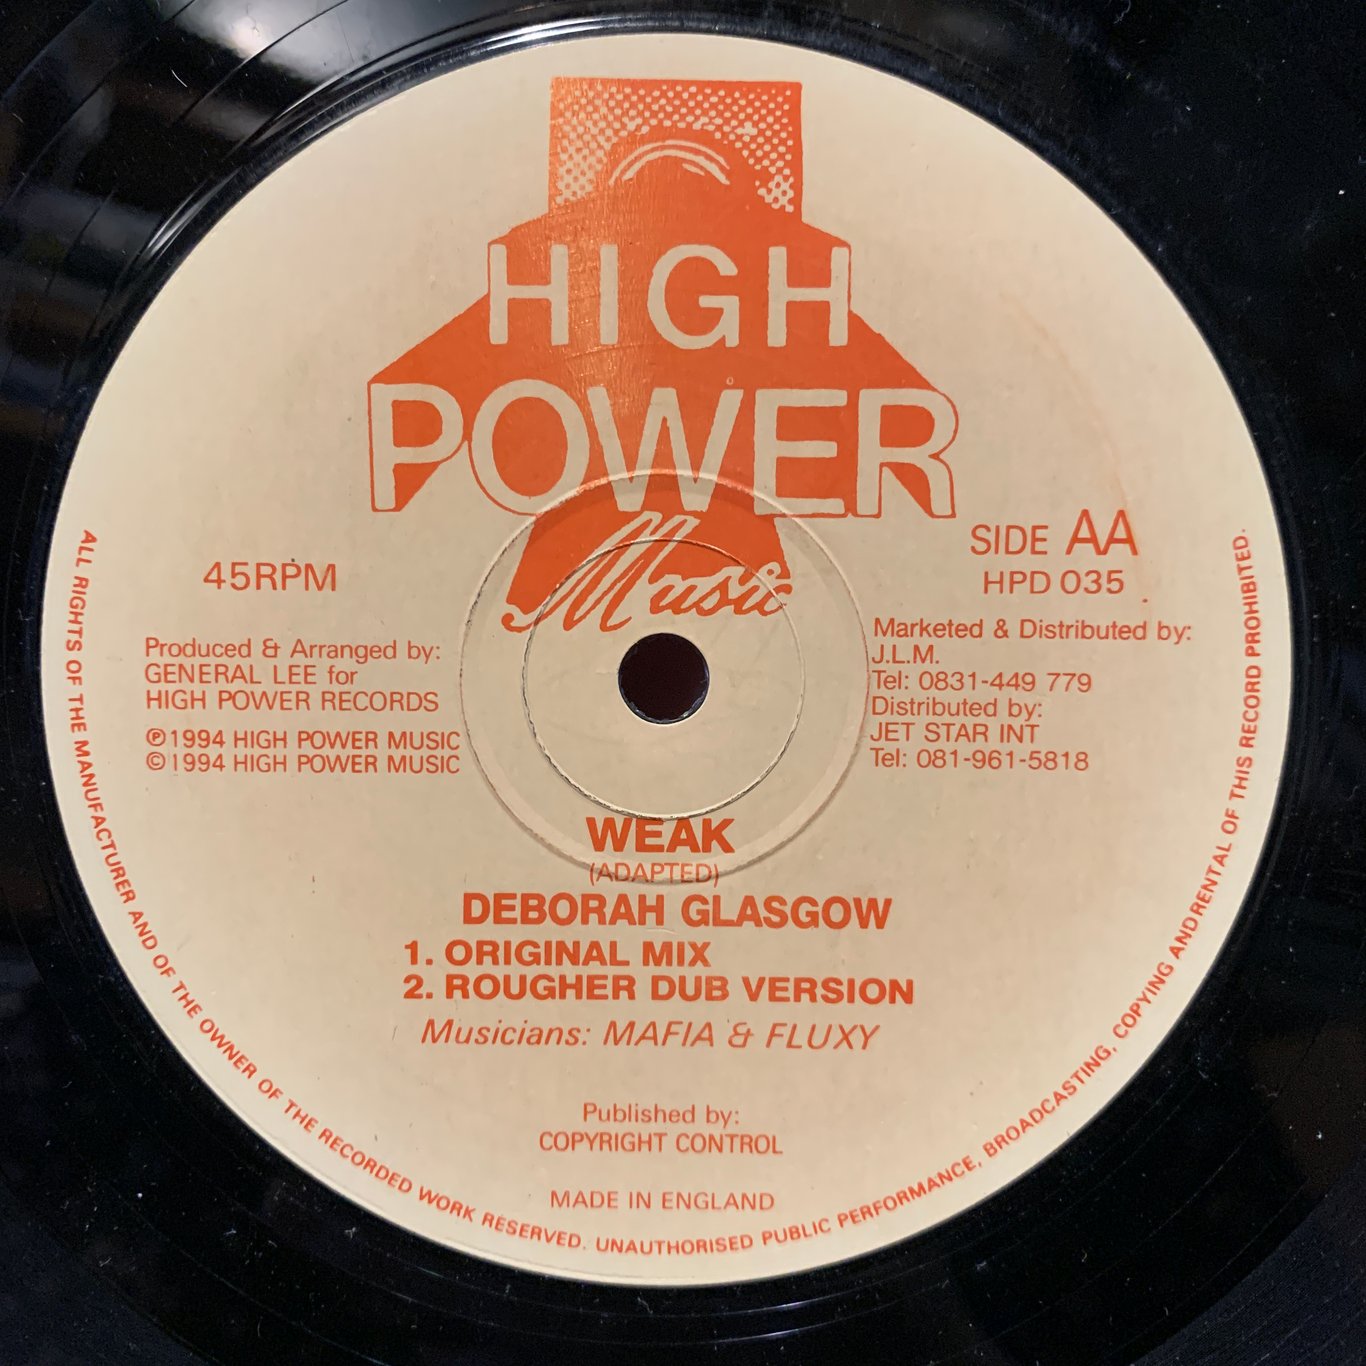 HIGH
POWER
Music
SIDE AA
HPD 035
45RPM
Produced & Arranged by:
GENERAL LEE for
HIGH POWER RECORDS
℗1994 HIGH POWER MUSIC
©1994 HIGH POWER MUSIC
Marketed & Distributed by:
J.L.M.
Tel: 0831-449 779
Distributed by:
JET STAR INT
Tel: 081-961-5818
WEAK
(ADAPTED)
DEBORAH GLASGOW
1. ORIGINAL MIX
2. ROUGHER DUB VERSION
Musicians: MAFIA & FLUXY
Published by:
COPYRIGHT CONTROL
MADE IN ENGLAND
ALL RIGHTS OF THE MANUFACTURER AND OF THE OWNER OF THE RECORDED WORK RESERVED. UNAUTHORISED PUBLIC PERFORMANCE, BROADCASTING, COPYING AND RENTAL OF THIS RECORD PROHIBITED.